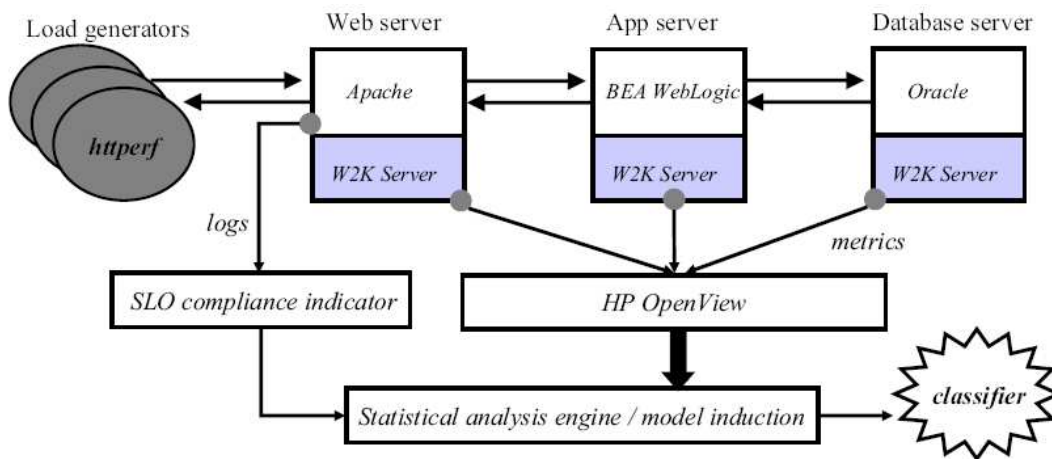 Load generators
Web server
App server
Database server
Apache
BEA WebLogic
Oracle
httperf
W2K Server
W2K Server
W2K Server
logs
metrics
SLO compliance indicator
HP OpenView
classifier
Statistical analysis engine / model induction